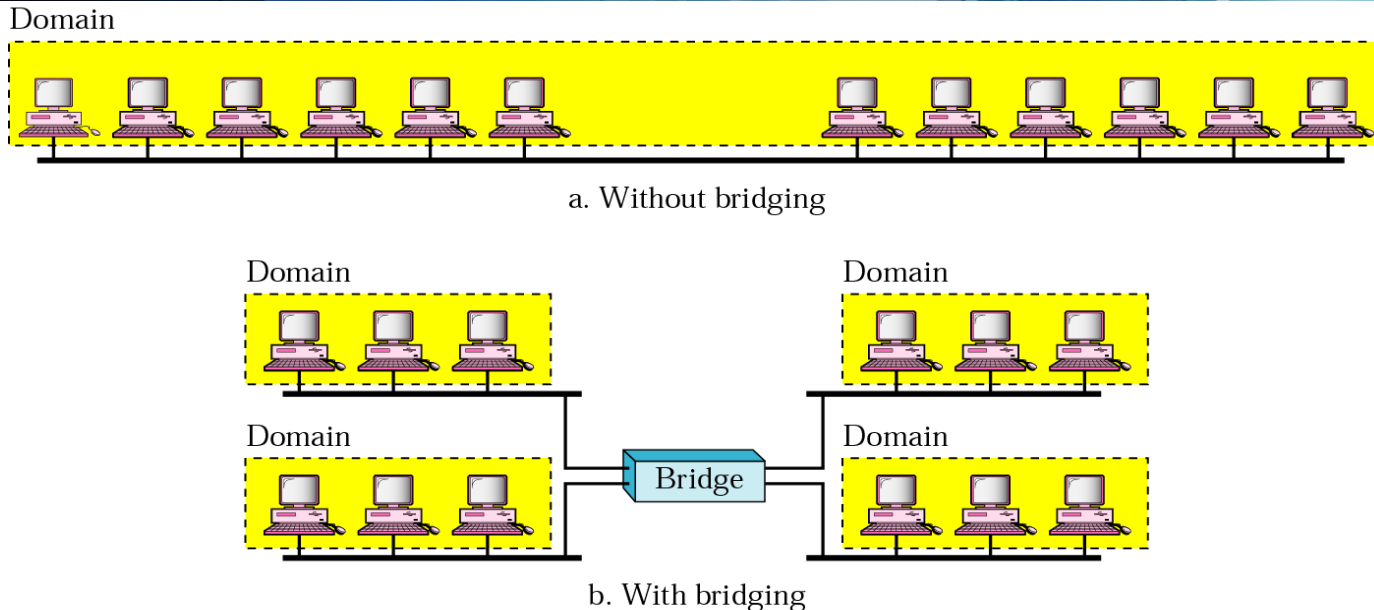 Domain
a. Without bridging
Domain
Domain
Domain
Domain
Bridge
b. With bridging